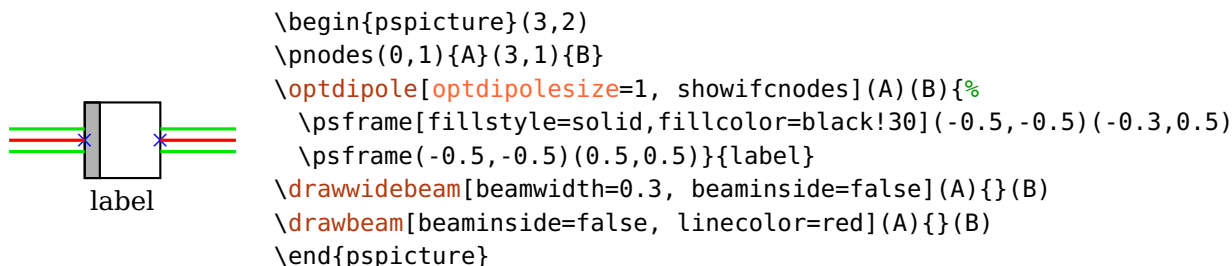 \begin{pspicture}(3,2)
\pnodes(0,1){A}(3,1){B}
\optdipole[optdipolesize=1, showifcnodes](A)(B){%
\psframe[fillstyle=solid,fillcolor=black!30](-0.5,-0.5)(-0.3,0.5)
\psframe(-0.5,-0.5)(0.5,0.5)}{label}
\drawwidebeam[beamwidth=0.3, beaminside=false](A){}(B)
\drawbeam[beaminside=false, linecolor=red](A){}(B)
\end{pspicture}
label